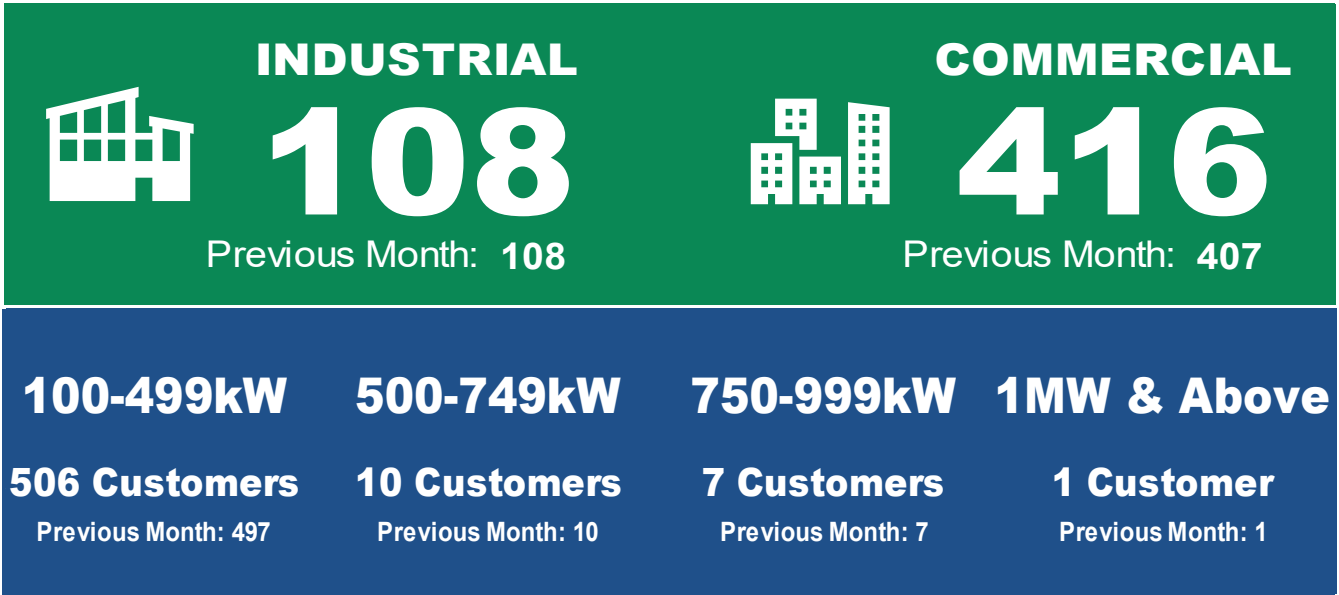 INDUSTRIAL
108
Previous Month: 108
COMMERCIAL
416
Previous Month: 407
100-499kW
506 Customers
Previous Month: 497
500-749kW
10 Customers
Previous Month: 10
750-999kW
7 Customers
Previous Month: 7
1MW & Above
1 Customer
Previous Month: 1